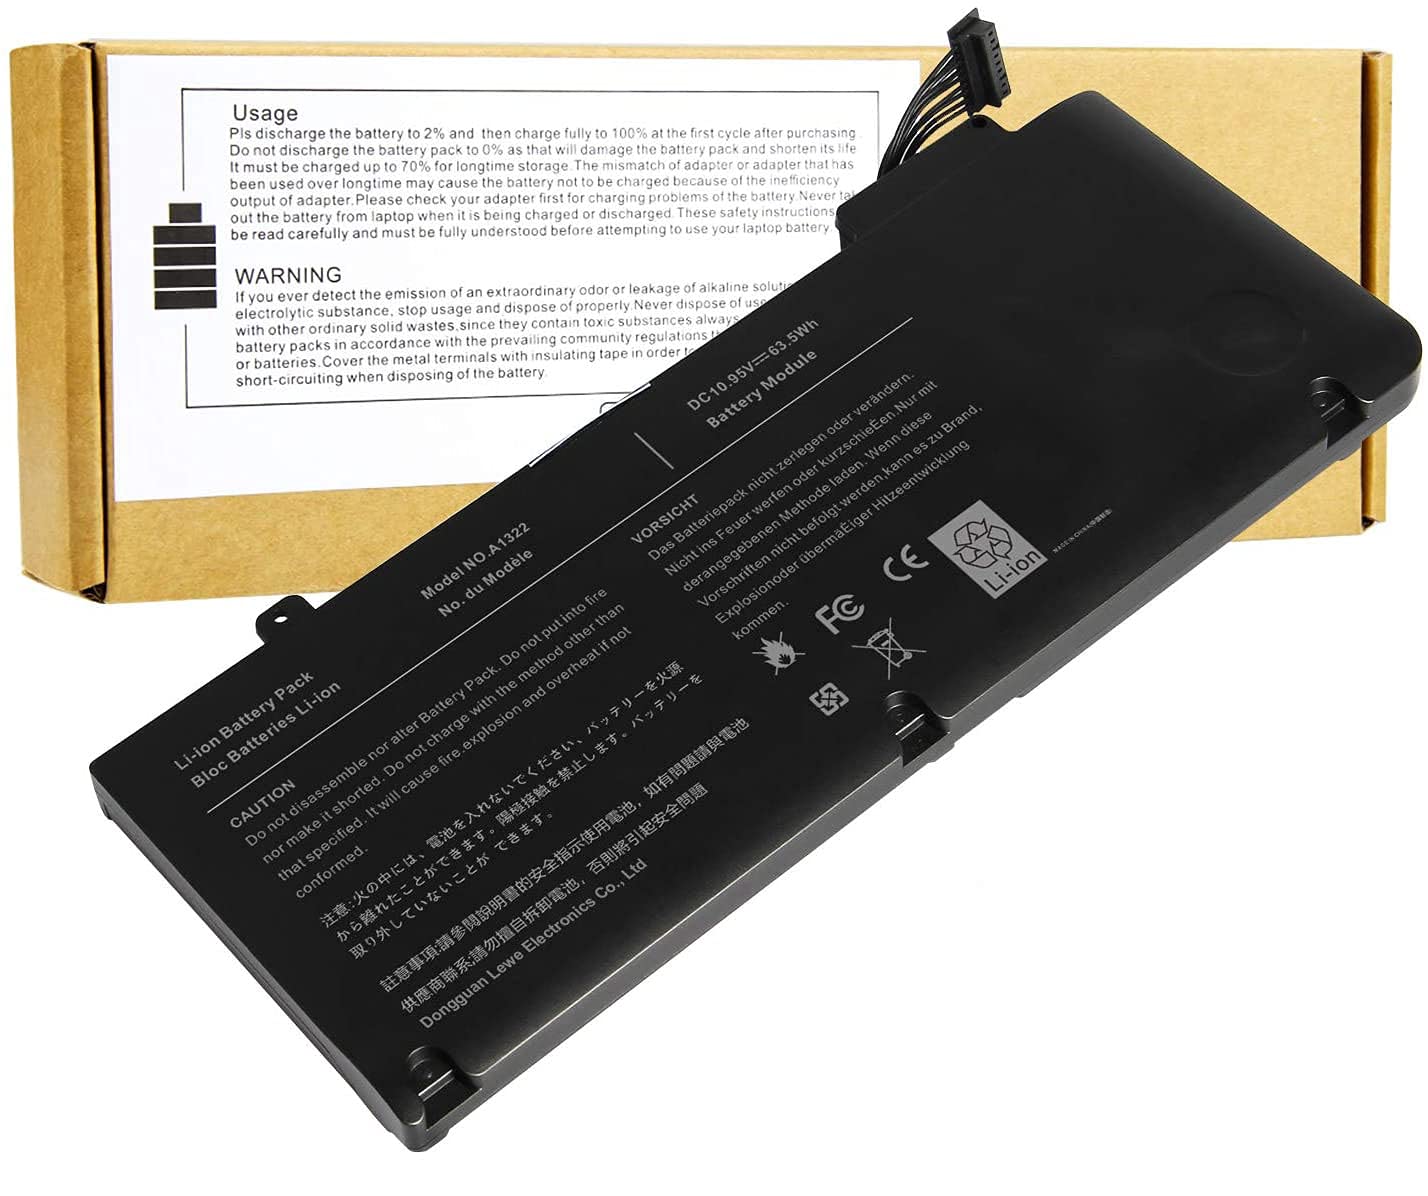 Usage
Pls discharge the battery to 2% and then charge fully to 100% at the first cycle after purchasing.
Do not discharge the battery pack to 0% as that will damage the battery pack and shorten its life
It must be charged up to 70% for longtime storage.The mismatch of adapter or adapter that has
been used over longtime may cause the battery not to be charged because of the inefficiency
output of adapter.Please check your adapter first for charging problems of the battery.Never
out the battery from laptop when it is being charged or discharged.These safety instructions
be read carefully and must be fully understood before attempting to use your laptop battery.
WARNING
If you ever detect the emission of an extraordinary odor or leakage of alkaline
electrolytic substance, stop usage and dispose of properly.Never dispose of
with other ordinary solid wastes,since they contain toxic substances always
battery packs in accordance with the prevailing community regulations
or batteries.Cover the metal terminals with insulating tape in order
short-circuiting when disposing of the battery.
DC10.95V⎓63.5Wh
Battery Module
Model NO.A1322
No. du Modèle
Li-ion Battery Pack
Bloc Batteries Li-ion
CAUTION
Do not disassemble nor alter Battery Pack. Do not put into fire
nor make it shorted. Do not charge with the method other than
that specified. It will cause fire.explosion and overheat if not
conformed.
注意:火の中には、電池を入れないでください、バッテリーを火源
から離れたことができます。陽極接触を禁止します。バッテリーを
取り外していないことが できます。
註意事項:請參閱說明書的安全指示使用電池，如有問題請與電池
供應商聯系;請勿擅自拆卸電池，否則將引起安全問題
Dongguan Lewe Electronics Co., Ltd
VORSICHT
Das Batteriepack nicht zerlegen oder verändern.
Nicht ins Feuer werfen oder kurzschieÉen.Nur mit
derangegebenen Methode laden. Wenn diese
Vorschriften nicht befolgt werden,kann es zu Brand,
Explosionoder übermaÉiger Hitzeentwicklung
kommen.
FC
CE
Li-ion
MADE IN CHINA(中国制造)